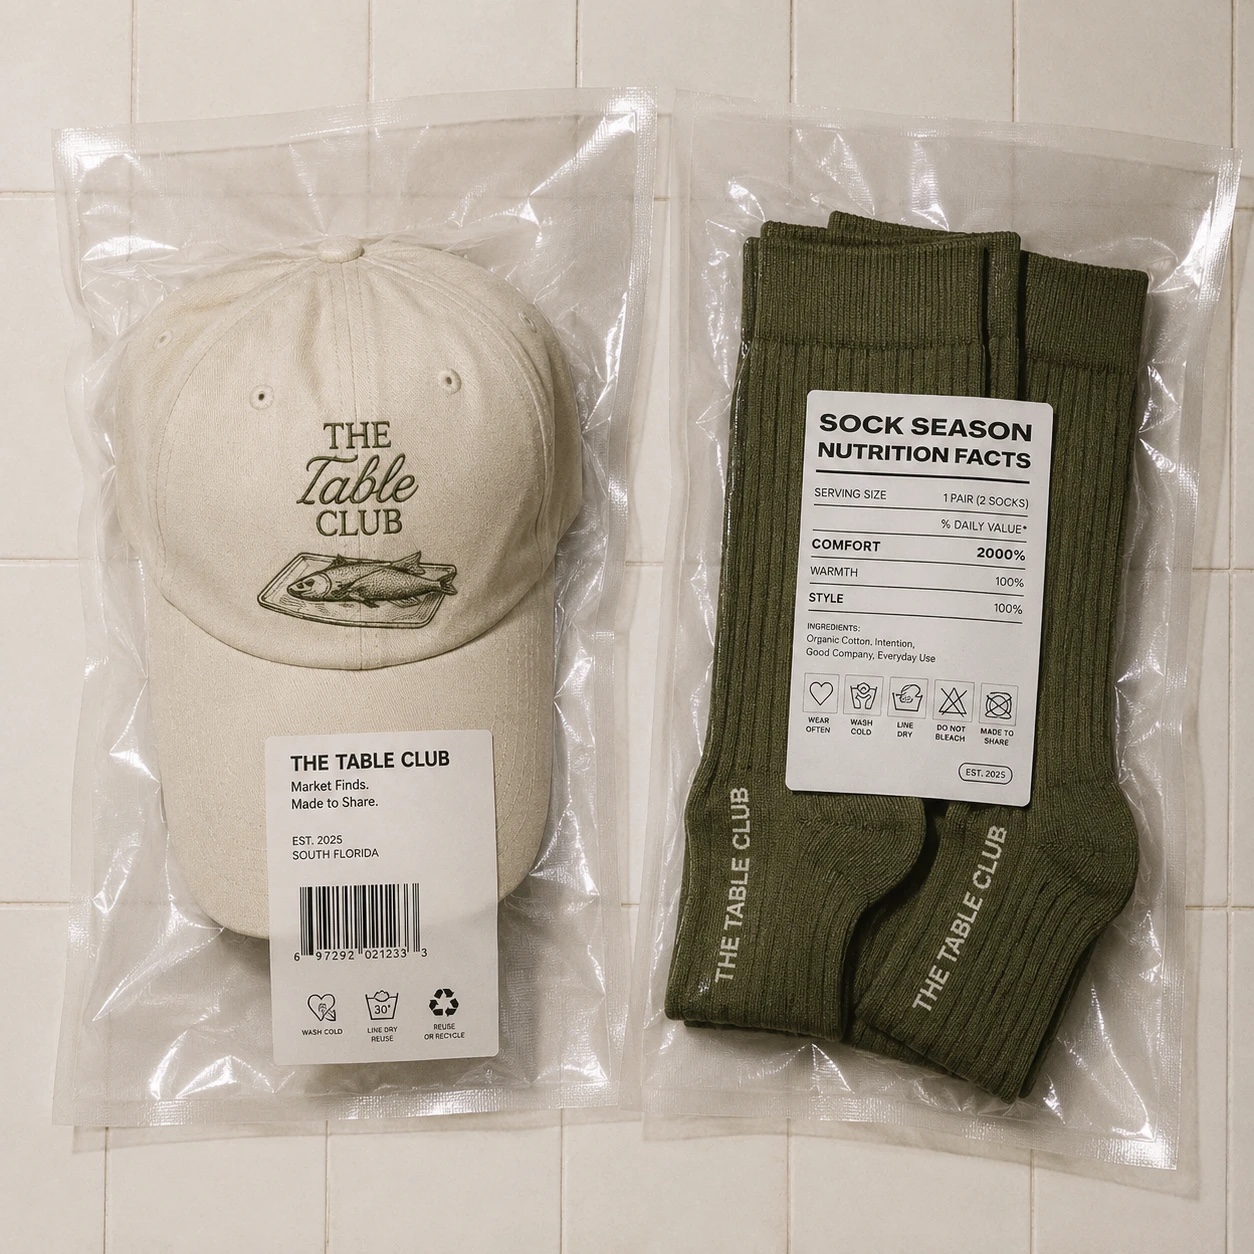 THE
Table
CLUB
THE TABLE CLUB
Market Finds.
Made to Share.
EST. 2025
SOUTH FLORIDA
6 97292 021233 3
WASH COLD
LINE DRY
REUSE
30°
REUSE
OR RECYCLE
SOCK SEASON
NUTRITION FACTS
SERVING SIZE 1 PAIR (2 SOCKS)
% DAILY VALUE*
COMFORT 2000%
WARMTH 100%
STYLE 100%
INGREDIENTS:
Organic Cotton, Intention,
Good Company, Everyday Use
WEAR
OFTEN
WASH
COLD
LINE
DRY
DO NOT
BLEACH
MADE TO
SHARE
EST. 2025
THE TABLE CLUB
THE TABLE CLUB